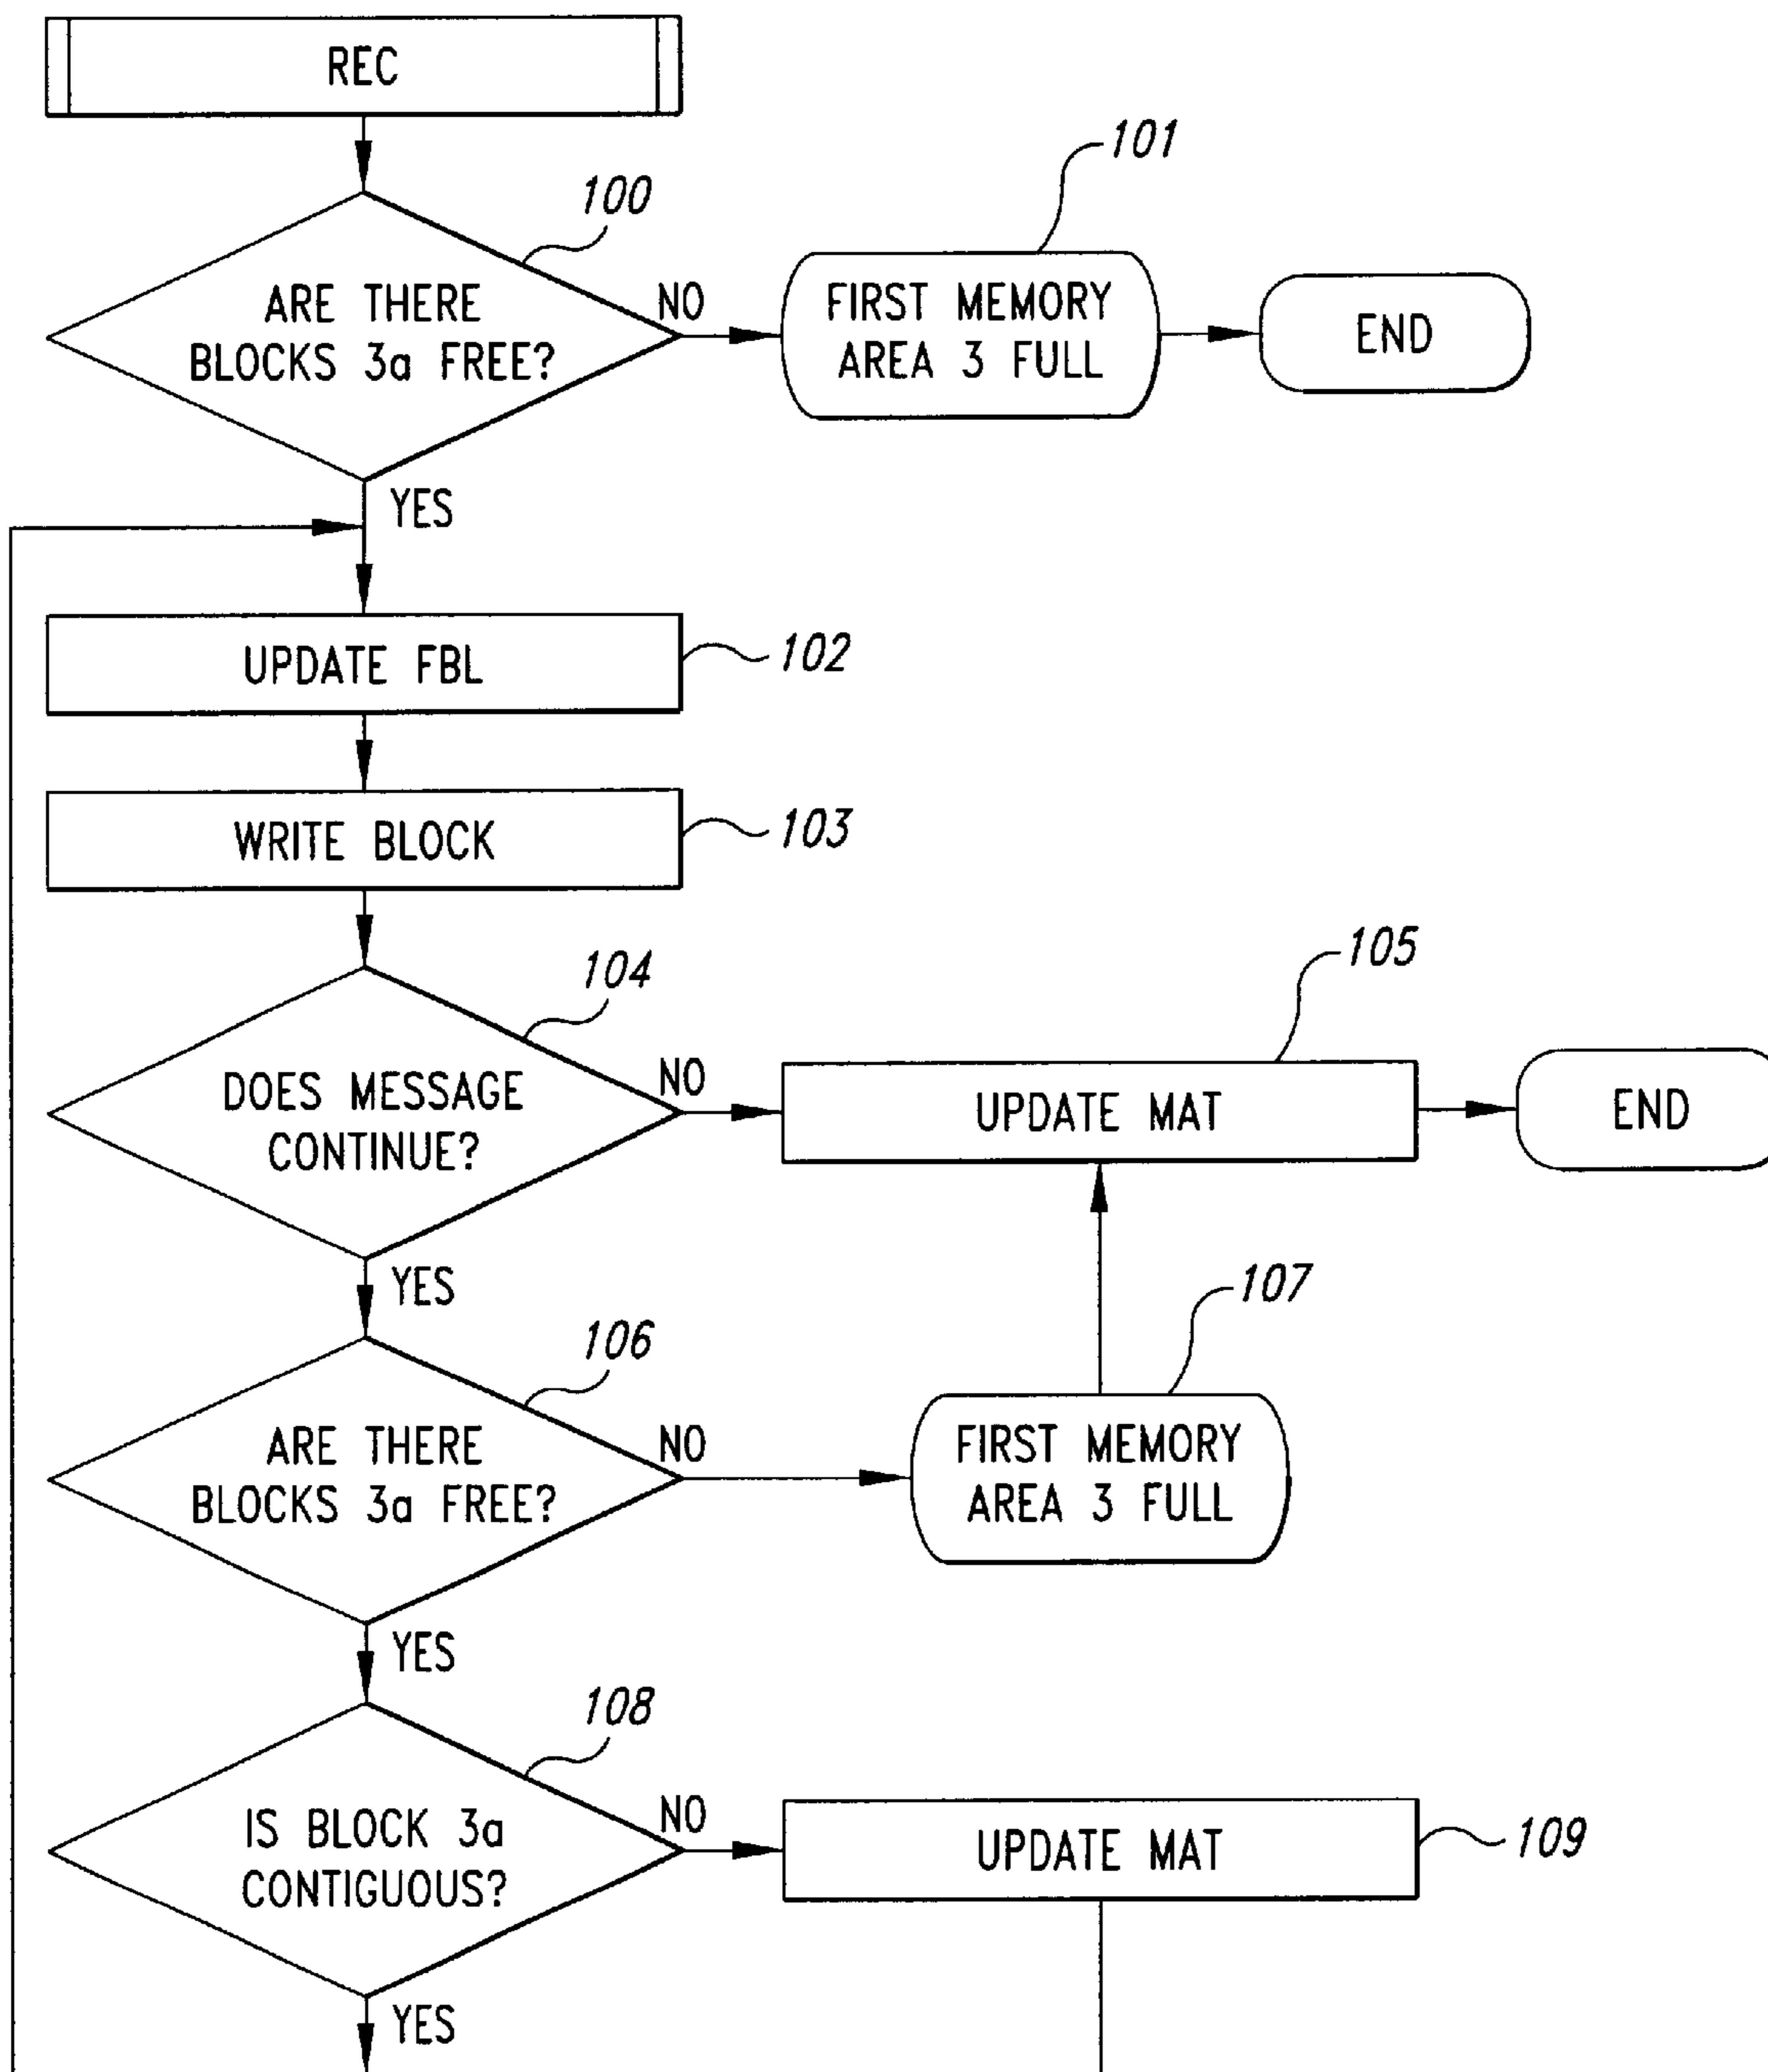 REC
100
101
ARE THERE
BLOCKS 3a FREE?
NO
FIRST MEMORY
AREA 3 FULL
END
YES
UPDATE FBL
102
WRITE BLOCK
103
104
105
DOES MESSAGE
CONTINUE?
NO
UPDATE MAT
END
YES
106
107
ARE THERE
BLOCKS 3a FREE?
NO
FIRST MEMORY
AREA 3 FULL
YES
108
IS BLOCK 3a
CONTIGUOUS?
NO
UPDATE MAT
109
YES